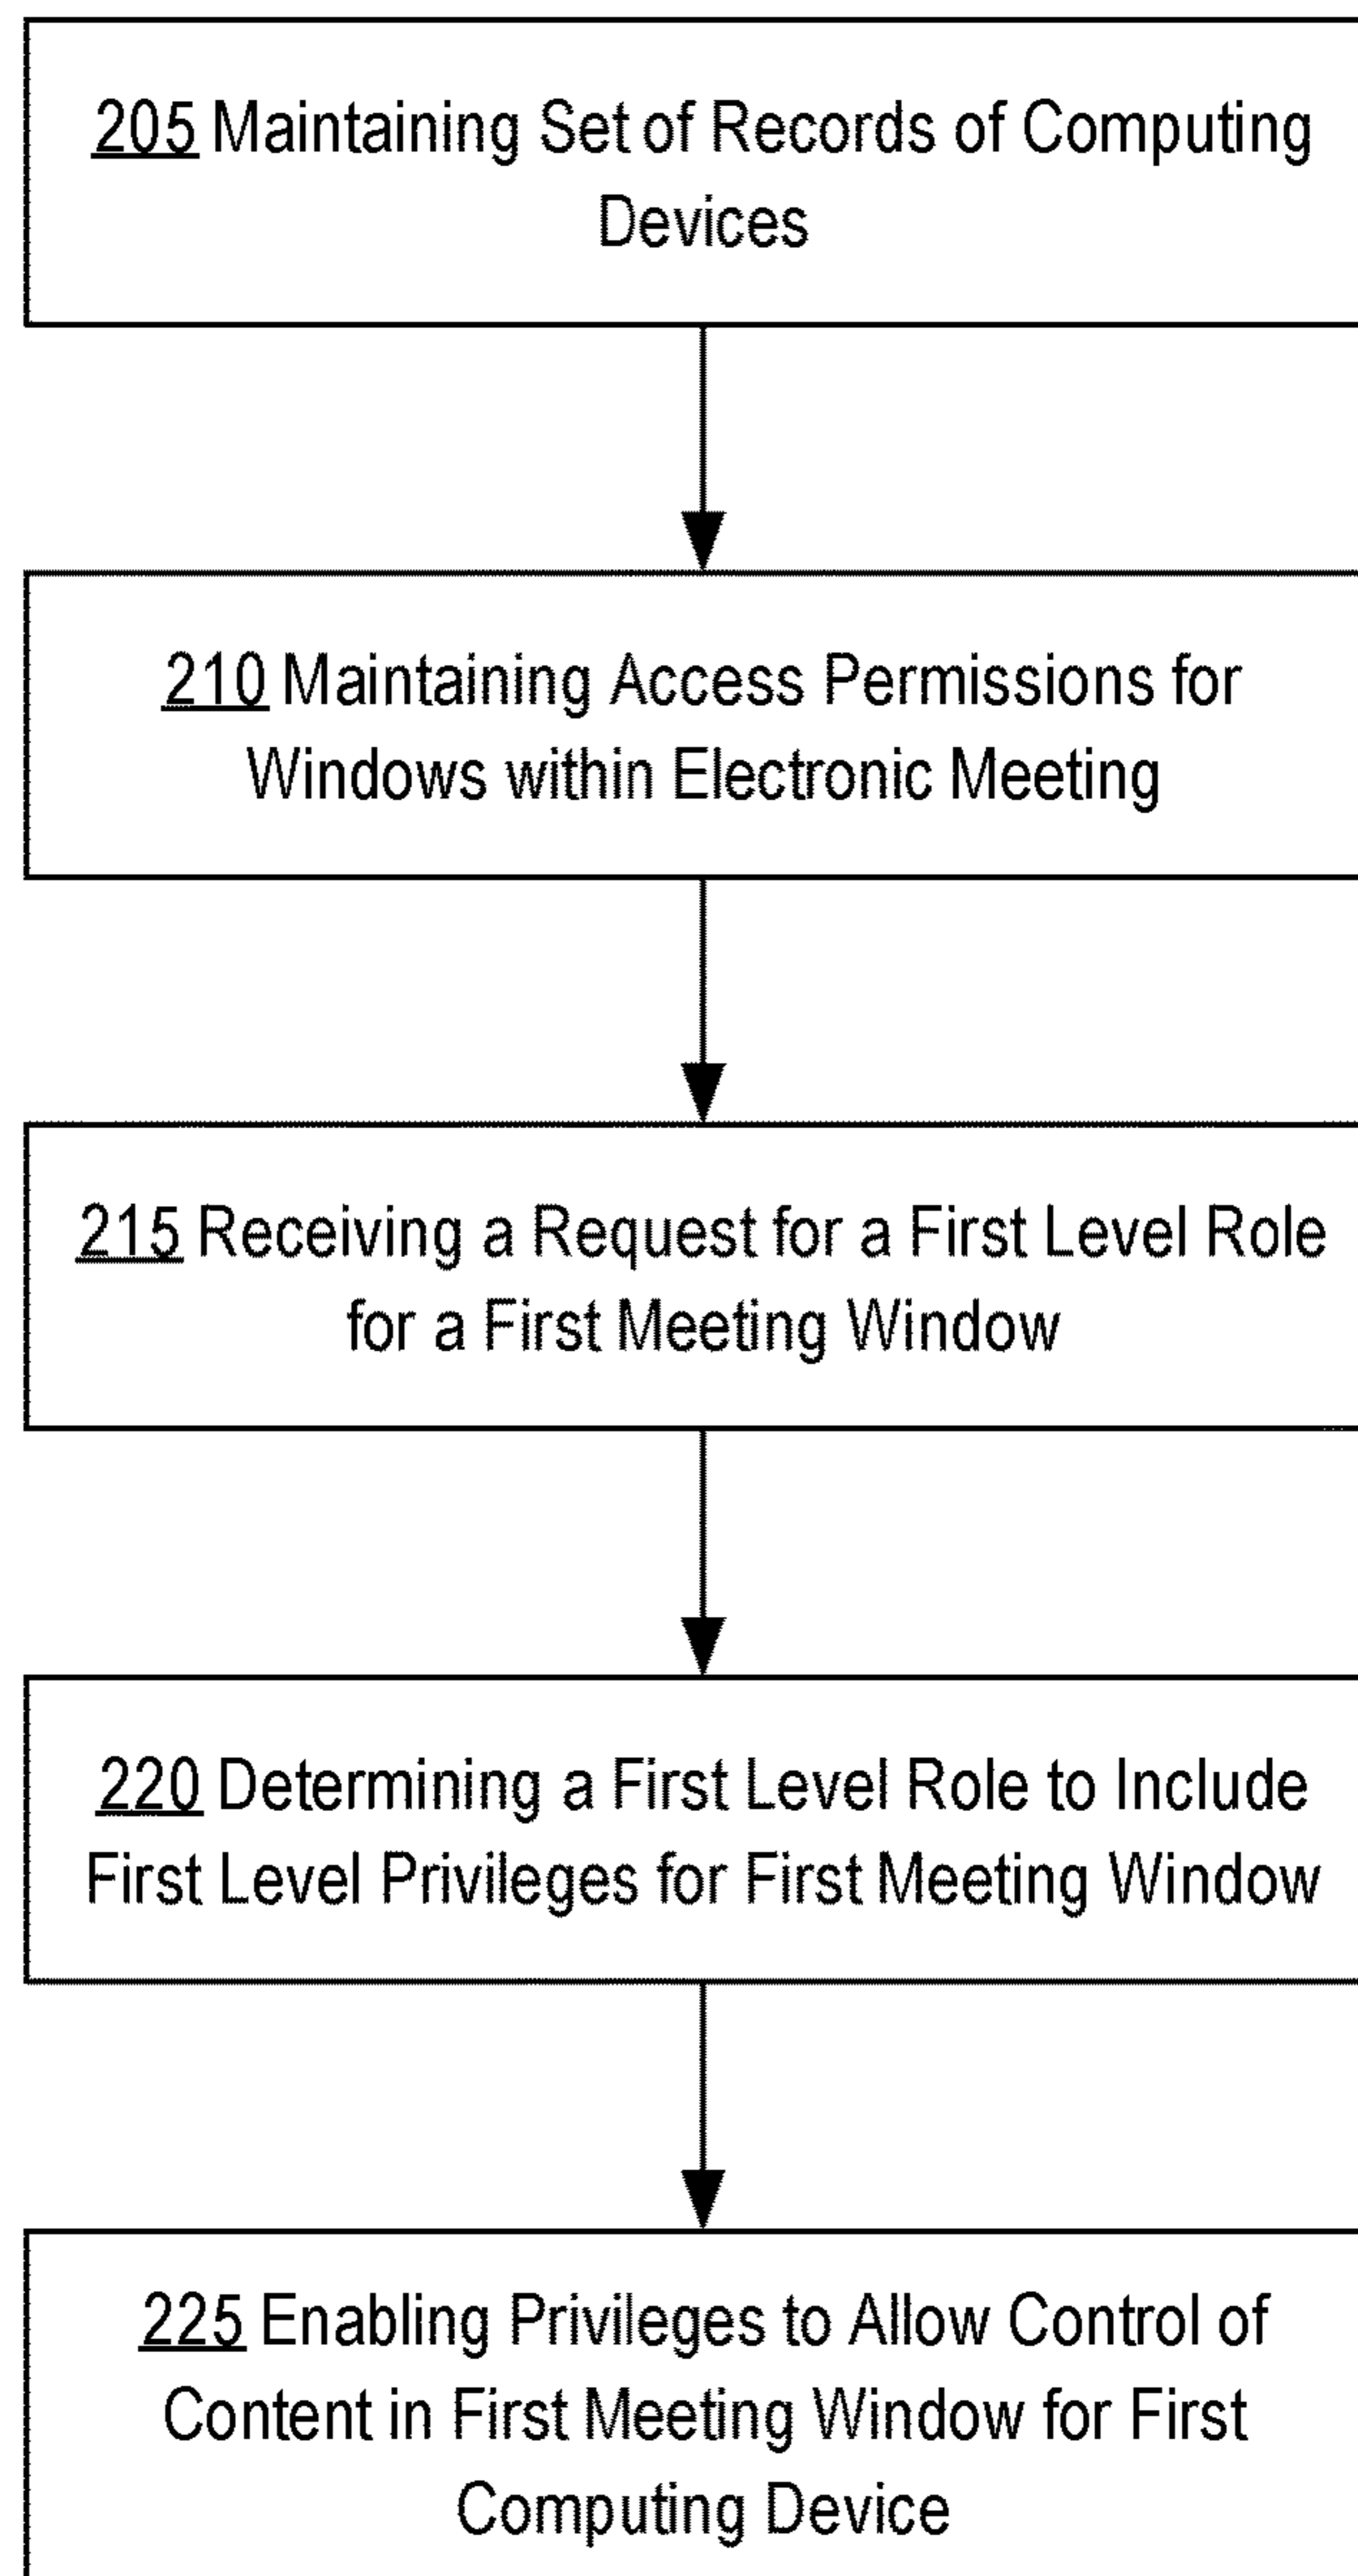 205 Maintaining Set of Records of Computing
Devices
210 Maintaining Access Permissions for
Windows within Electronic Meeting
215 Receiving a Request for a First Level Role
for a First Meeting Window
220 Determining a First Level Role to Include
First Level Privileges for First Meeting Window
225 Enabling Privileges to Allow Control of
Content in First Meeting Window for First
Computing Device